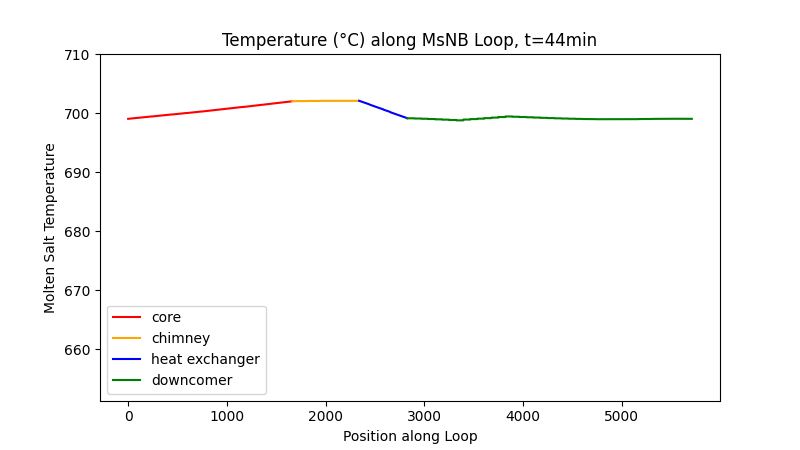 Temperature (°C) along MsNB Loop, t=44min
Molten Salt Temperature
710
700
690
680
670
660
core
chimney
heat exchanger
downcomer
0 1000 2000 3000 4000 5000
Position along Loop